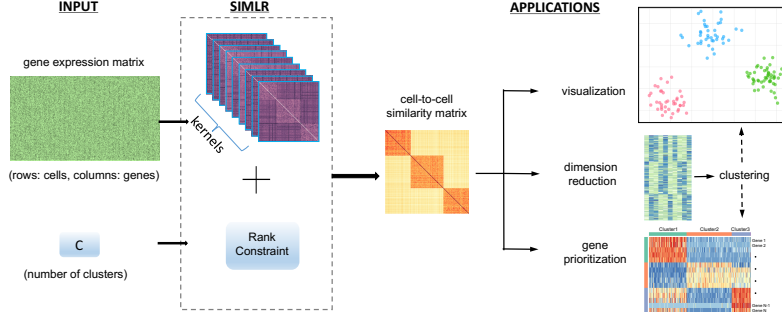 INPUT
SIMLR
APPLICATIONS
gene expression matrix
(rows: cells, columns: genes)
C
(number of clusters)
kernels
Rank
Constraint
cell-to-cell
similarity matrix
visualization
dimension
reduction
clustering
gene
prioritization
Cluster1
Cluster2
Cluster3
Gene 1
Gene 2
Gene N-1
Gene N